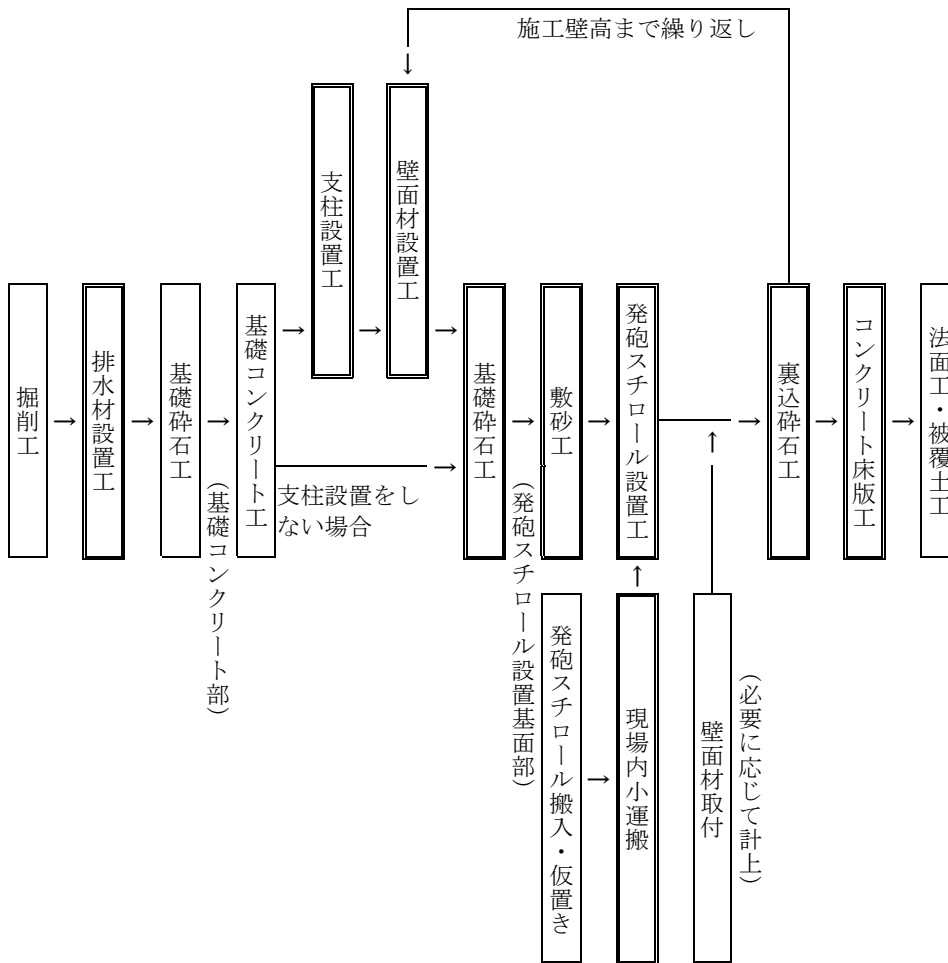 施工壁高まで繰り返し
掘削工
排水材設置工
基礎砕石工
(基礎コンクリート部)
基礎コンクリート工
支柱設置工
壁面材設置工
支柱設置をし
ない場合
基礎砕石工
(発砲スチロール設置基面部)
敷砂工
発砲スチロール設置工
発砲スチロール搬入・仮置き
現場内小運搬
壁面材取付
(必要に応じて計上)
裏込砕石工
コンクリート床版工
法面工・被覆土工